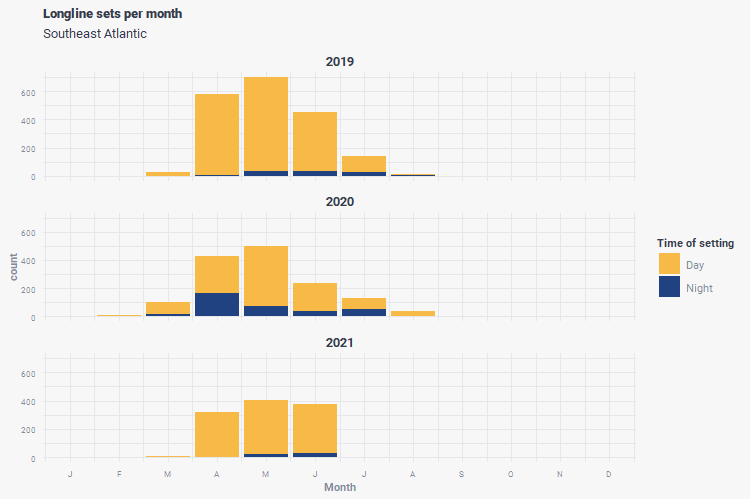 Longline sets per month
Southeast Atlantic
2019
600
400
200
0
2020
600
400
200
0
count
2021
600
400
200
0
J F M A M J J A S O N D
Month
Time of setting
Day
Night